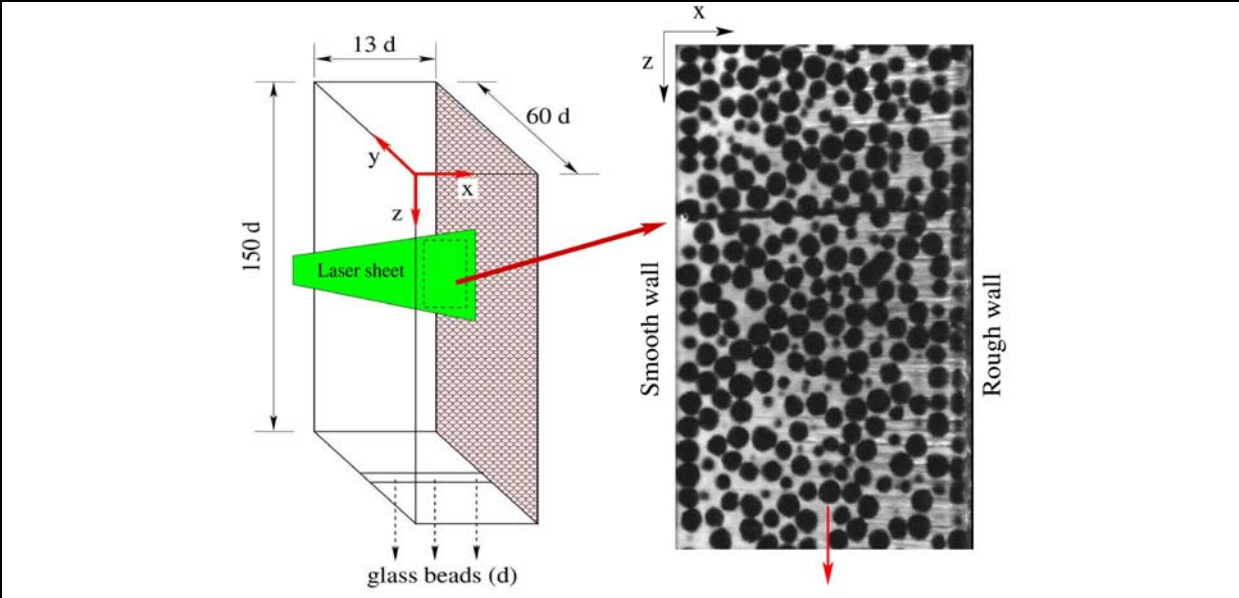 13 d
60 d
150 d
y
x
z
Laser sheet
glass beads (d)
x
z
Smooth wall
Rough wall